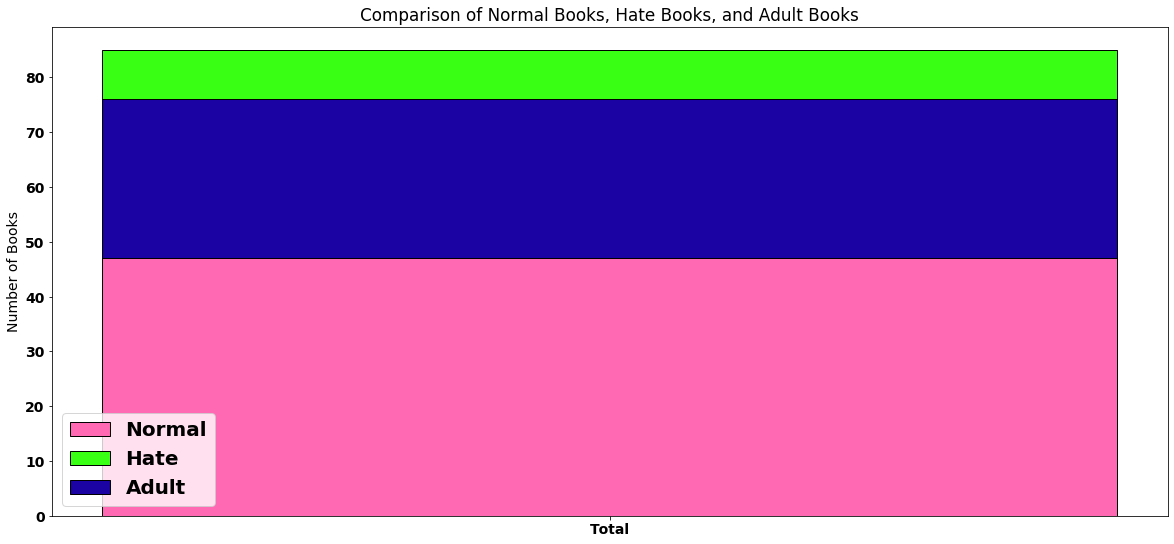 Comparison of Normal Books, Hate Books, and Adult Books
Number of Books
80
70
60
50
40
30
20
10
0
Normal
Hate
Adult
Total